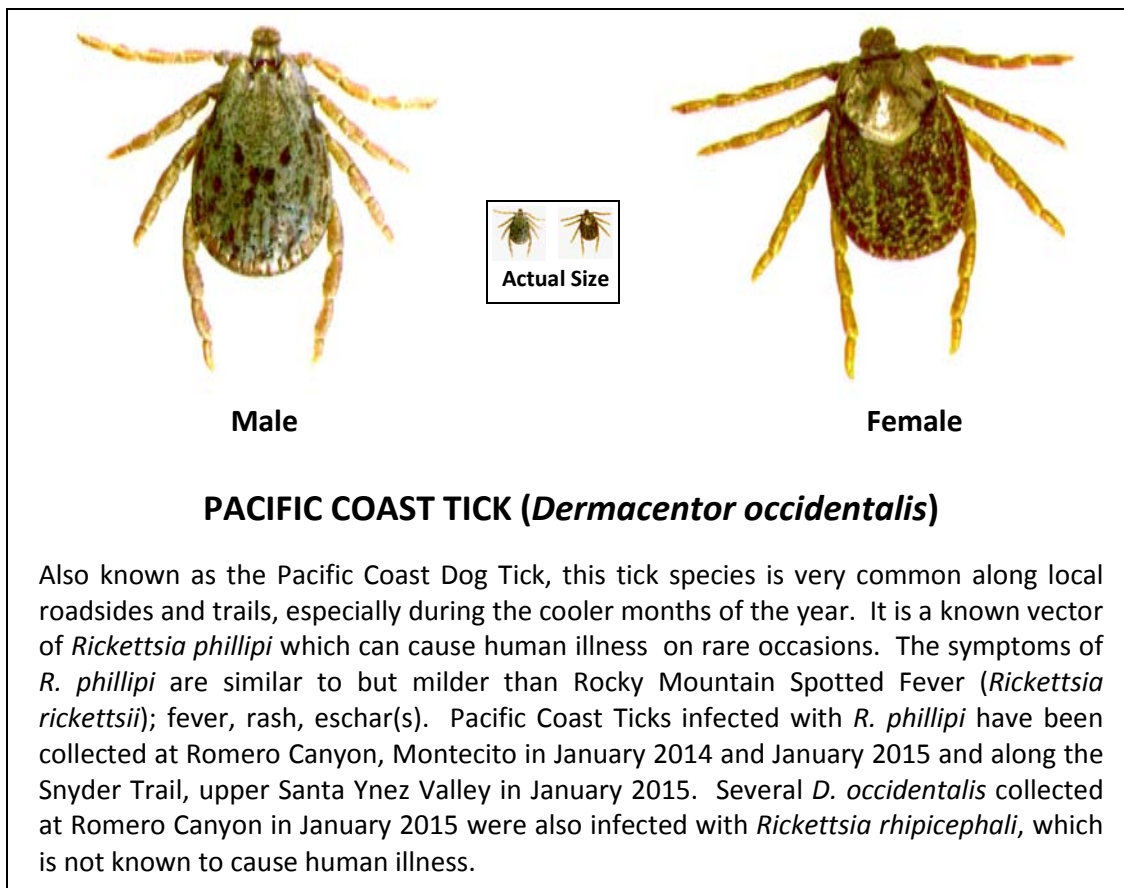 Actual Size
Male
Female
PACIFIC COAST TICK (Dermacentor occidentalis)
Also known as the Pacific Coast Dog Tick, this tick species is very common along local
roadsides and trails, especially during the cooler months of the year. It is a known vector
of Rickettsia phillipi which can cause human illness on rare occasions. The symptoms of
R. phillipi are similar to but milder than Rocky Mountain Spotted Fever (Rickettsia
rickettsii); fever, rash, eschar(s). Pacific Coast Ticks infected with R. phillipi have been
collected at Romero Canyon, Montecito in January 2014 and January 2015 and along the
Snyder Trail, upper Santa Ynez Valley in January 2015. Several D. occidentalis collected
at Romero Canyon in January 2015 were also infected with Rickettsia rhipicephali, which
is not known to cause human illness.